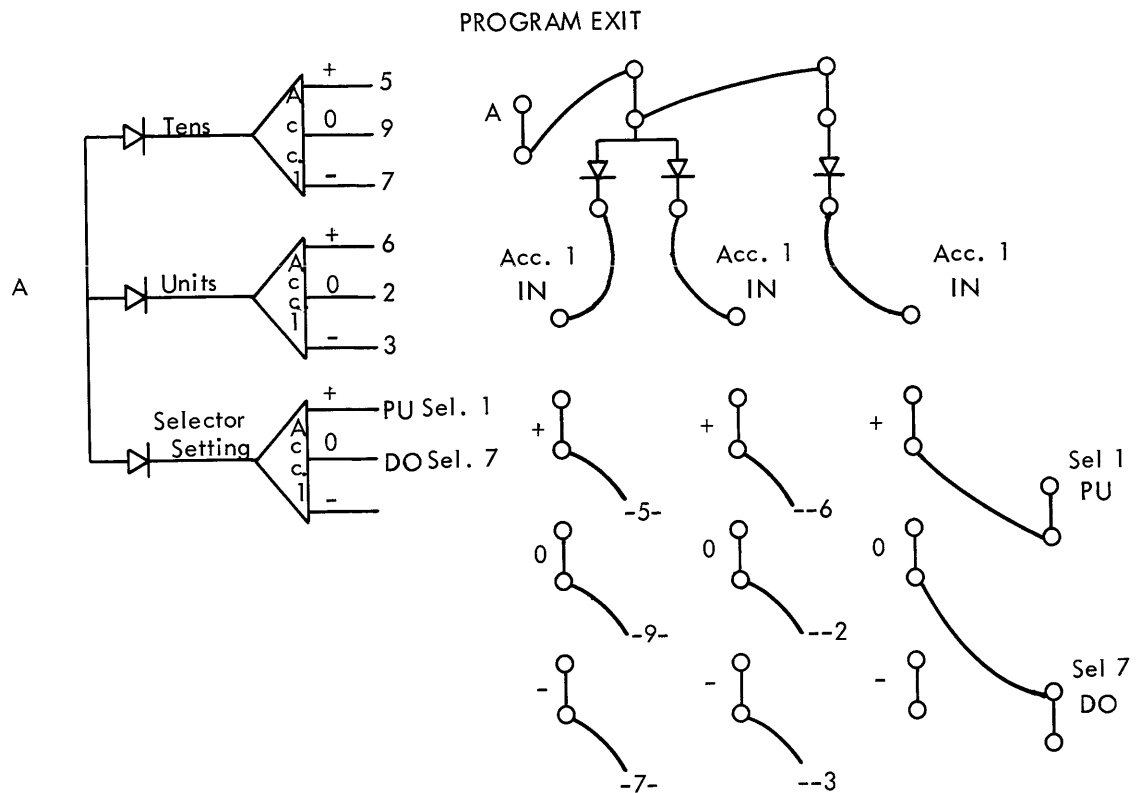 PROGRAM EXIT
A
Tens
Acc.1
+ 5
0 9
- 7
Units
Acc.1
+ 6
0 2
- 3
Selector
Setting
Acc.1
+ PU Sel. 1
0 DO Sel. 7
-
A
Acc. 1
IN
Acc. 1
IN
Acc. 1
IN
+
-5-
+
--6
+
Sel 1
PU
0
-9-
0
--2
0
-
-7-
-
--3
-
Sel 7
DO